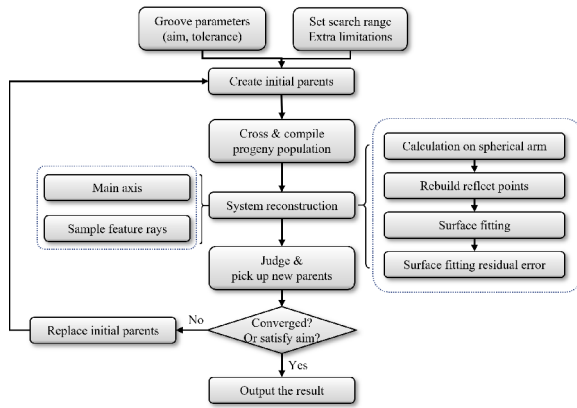 Groove parameters
(aim, tolerance)
Set search range
Extra limitations
Create initial parents
Cross & compile
progeny population
Calculation on spherical arm
Main axis
Rebuild reflect points
System reconstruction
Sample feature rays
Surface fitting
Judge &
pick up new parents
Surface fitting residual error
No
Converged?
Or satisfy aim?
Replace initial parents
Yes
Output the result